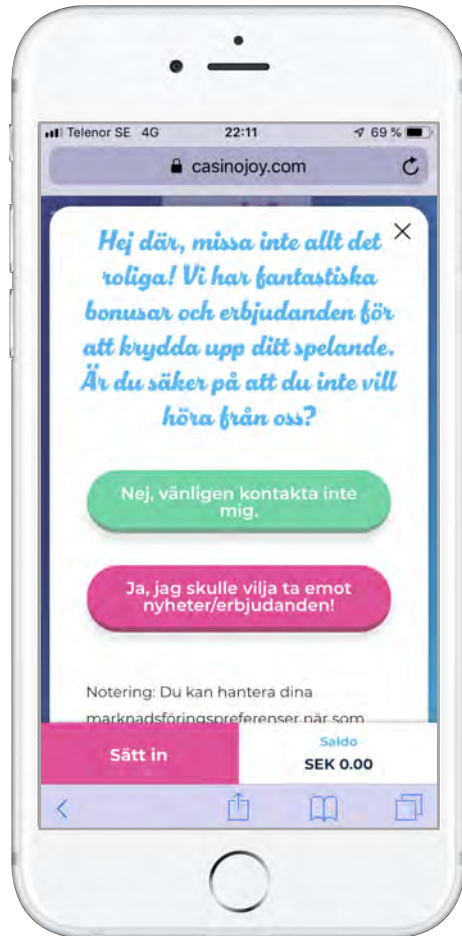 Telenor SE 4G 22:11 69 %
casinojoy.com
Hej där, missa inte allt det
roliga! Vi har fantastiska
bonusar och erbjudanden för
att krydda upp ditt spelande.
Är du säker på att du inte vill
höra från oss?
Nej, vänligen kontakta inte
mig.
Ja, jag skulle vilja ta emot
nyheter/erbjudanden!
Notering: Du kan hantera dina
marknadsföringspreferenser när som
Sätt in
Saldo
SEK 0.00